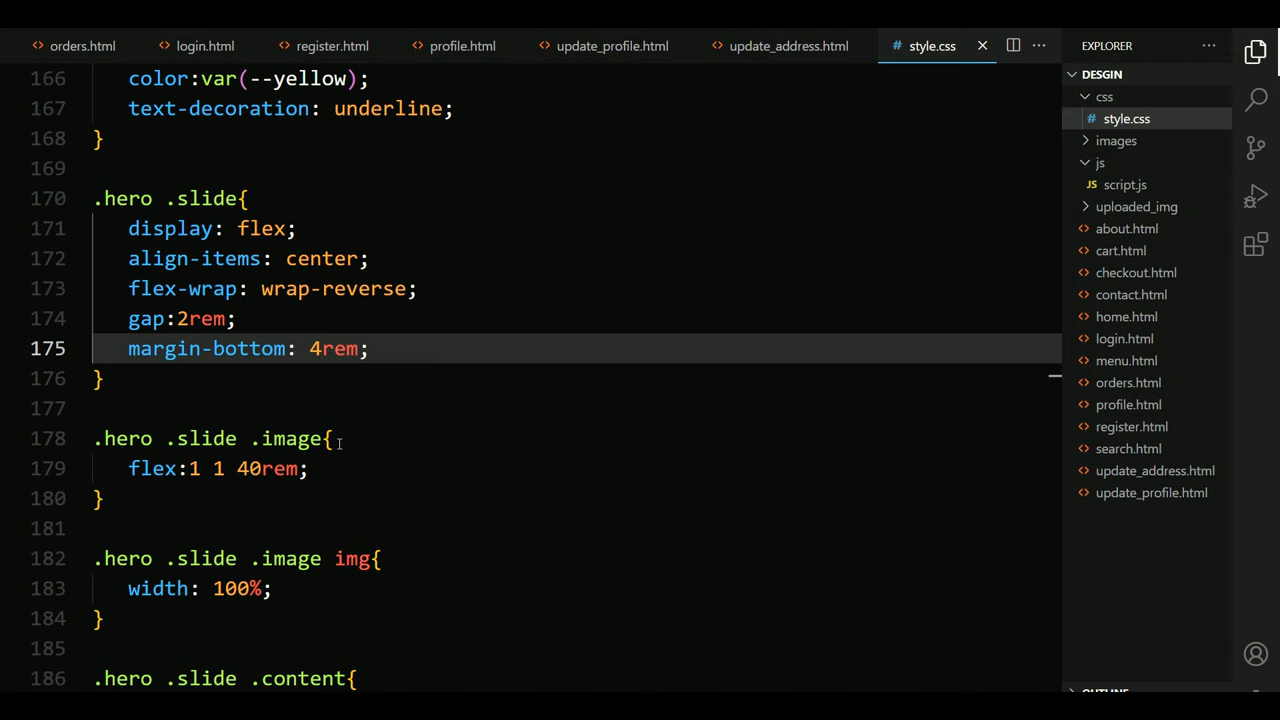 orders.html login.html register.html profile.html update_profile.html update_address.html style.css
166 color:var(--yellow);
167 text-decoration: underline;
168 }
169
170 .hero .slide{
171 display: flex;
172 align-items: center;
173 flex-wrap: wrap-reverse;
174 gap:2rem;
175 margin-bottom: 4rem;
176 }
177
178 .hero .slide .image{
179 flex:1 1 40rem;
180 }
181
182 .hero .slide .image img{
183 width: 100%;
184 }
185
186 .hero .slide .content{
EXPLORER
DESGIN
css
# style.css
images
js
JS script.js
uploaded_img
about.html
cart.html
checkout.html
contact.html
home.html
login.html
menu.html
orders.html
profile.html
register.html
search.html
update_address.html
update_profile.html
OUTLINE